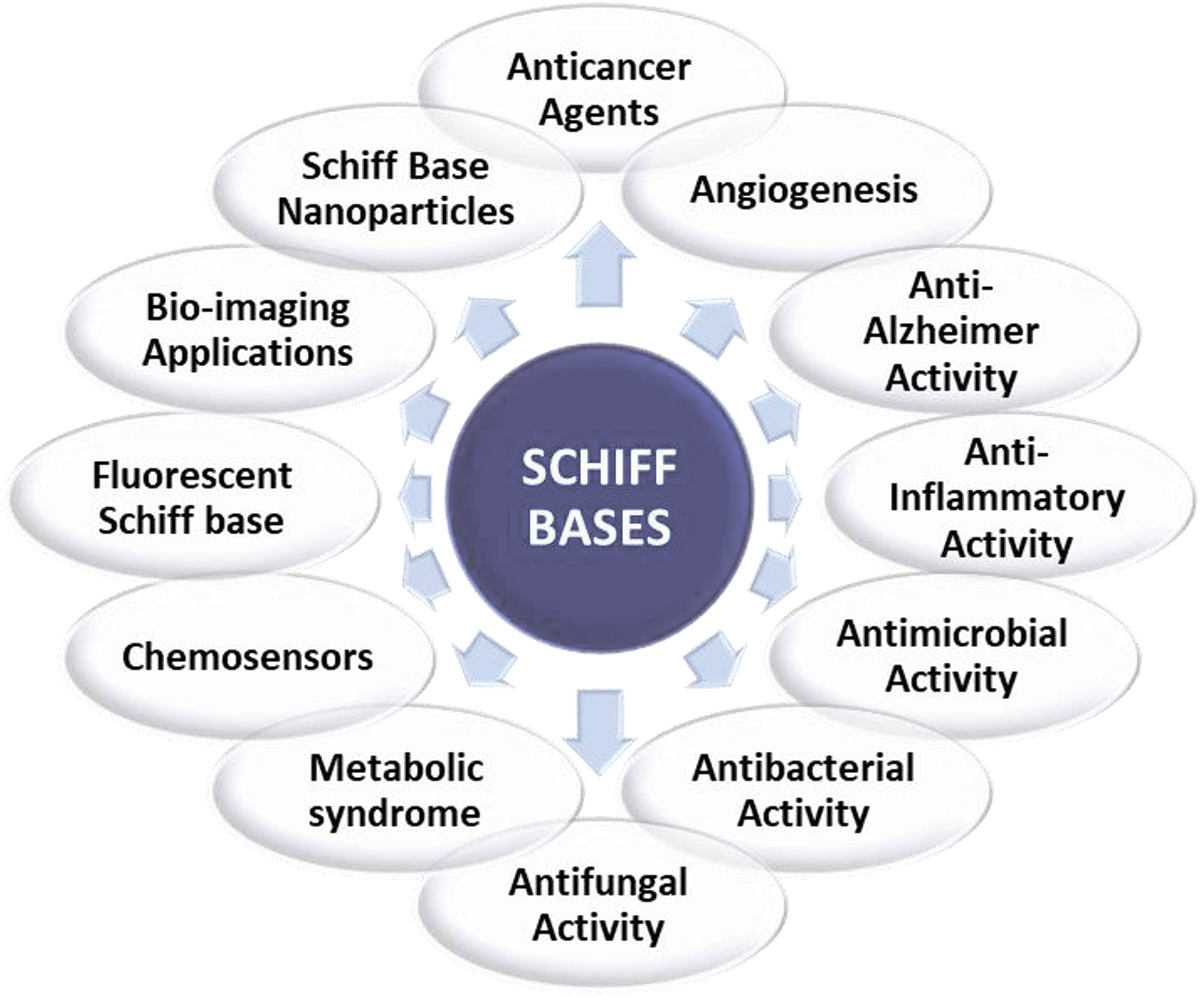 Anticancer
Agents
Schiff Base
Nanoparticles
Angiogenesis
Bio-imaging
Applications
Anti-
Alzheimer
Activity
SCHIFF
BASES
Fluorescent
Schiff base
Anti-
Inflammatory
Activity
Chemosensors
Antimicrobial
Activity
Metabolic
syndrome
Antibacterial
Activity
Antifungal
Activity